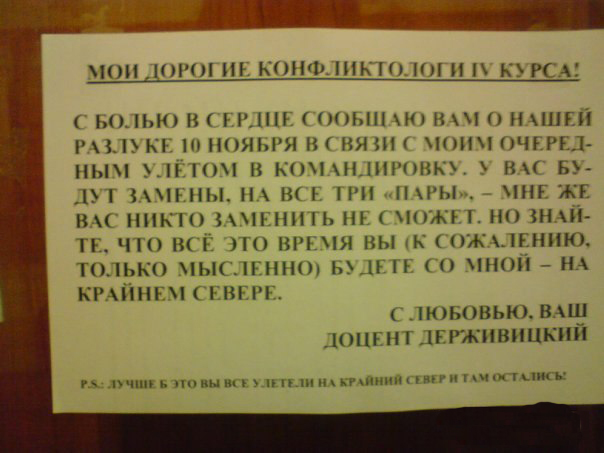 МОИ ДОРОГИЕ КОНФЛИКТОЛОГИ IV КУРСА!
С БОЛЬЮ В СЕРДЦЕ СООБЩАЮ ВАМ О НАШЕЙ
РАЗЛУКЕ 10 НОЯБРЯ В СВЯЗИ С МОИМ ОЧЕРЕД-
НЫМ УЛЁТОМ В КОМАНДИРОВКУ. У ВАС БУ-
ДУТ ЗАМЕНЫ, НА ВСЕ ТРИ «ПАРЫ», – МНЕ ЖЕ
ВАС НИКТО ЗАМЕНИТЬ НЕ СМОЖЕТ. НО ЗНАЙ-
ТЕ, ЧТО ВСЁ ЭТО ВРЕМЯ ВЫ (К СОЖАЛЕНИЮ,
ТОЛЬКО МЫСЛЕННО) БУДЕТЕ СО МНОЙ – НА
КРАЙНЕМ СЕВЕРЕ.
С ЛЮБОВЬЮ, ВАШ
ДОЦЕНТ ДЕРЖИВИЦКИЙ
P.S.: ЛУЧШЕ Б ЭТО ВЫ ВСЕ УЛЕТЕЛИ НА КРАЙНИЙ СЕВЕР И ТАМ ОСТАЛИСЬ!